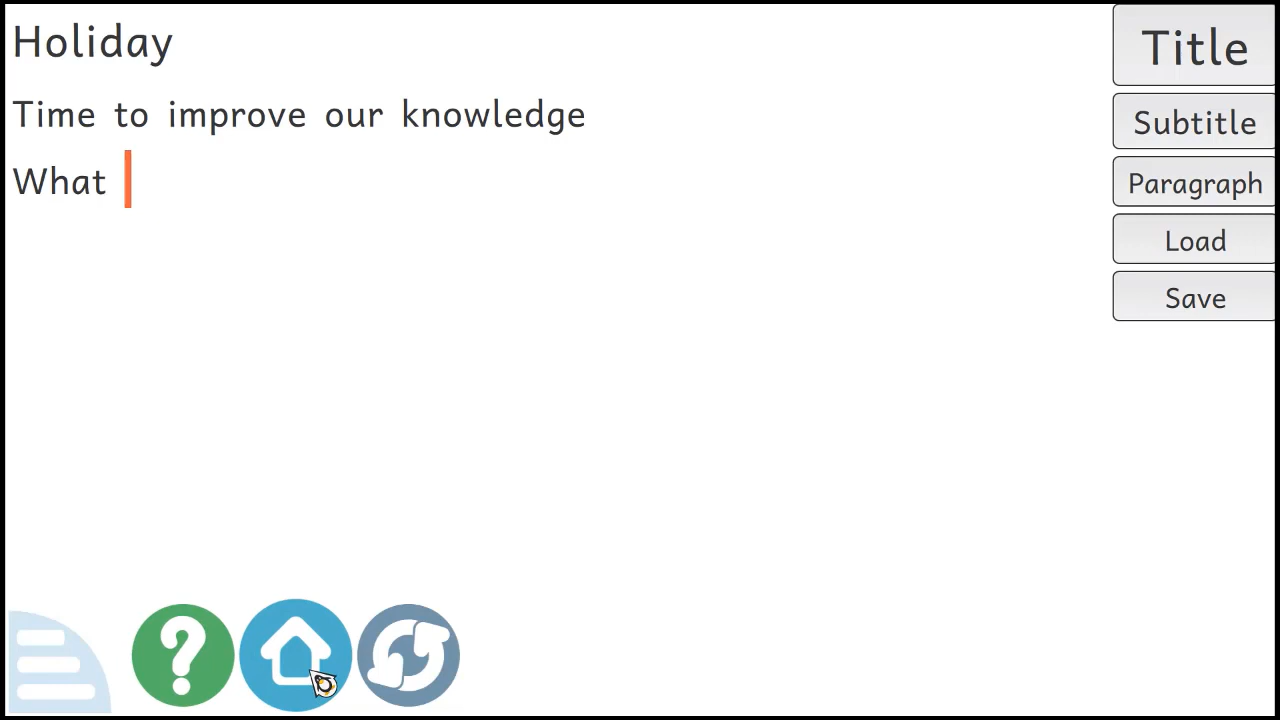 Holiday
Time to improve our knowledge
What
Title
Subtitle
Paragraph
Load
Save
?